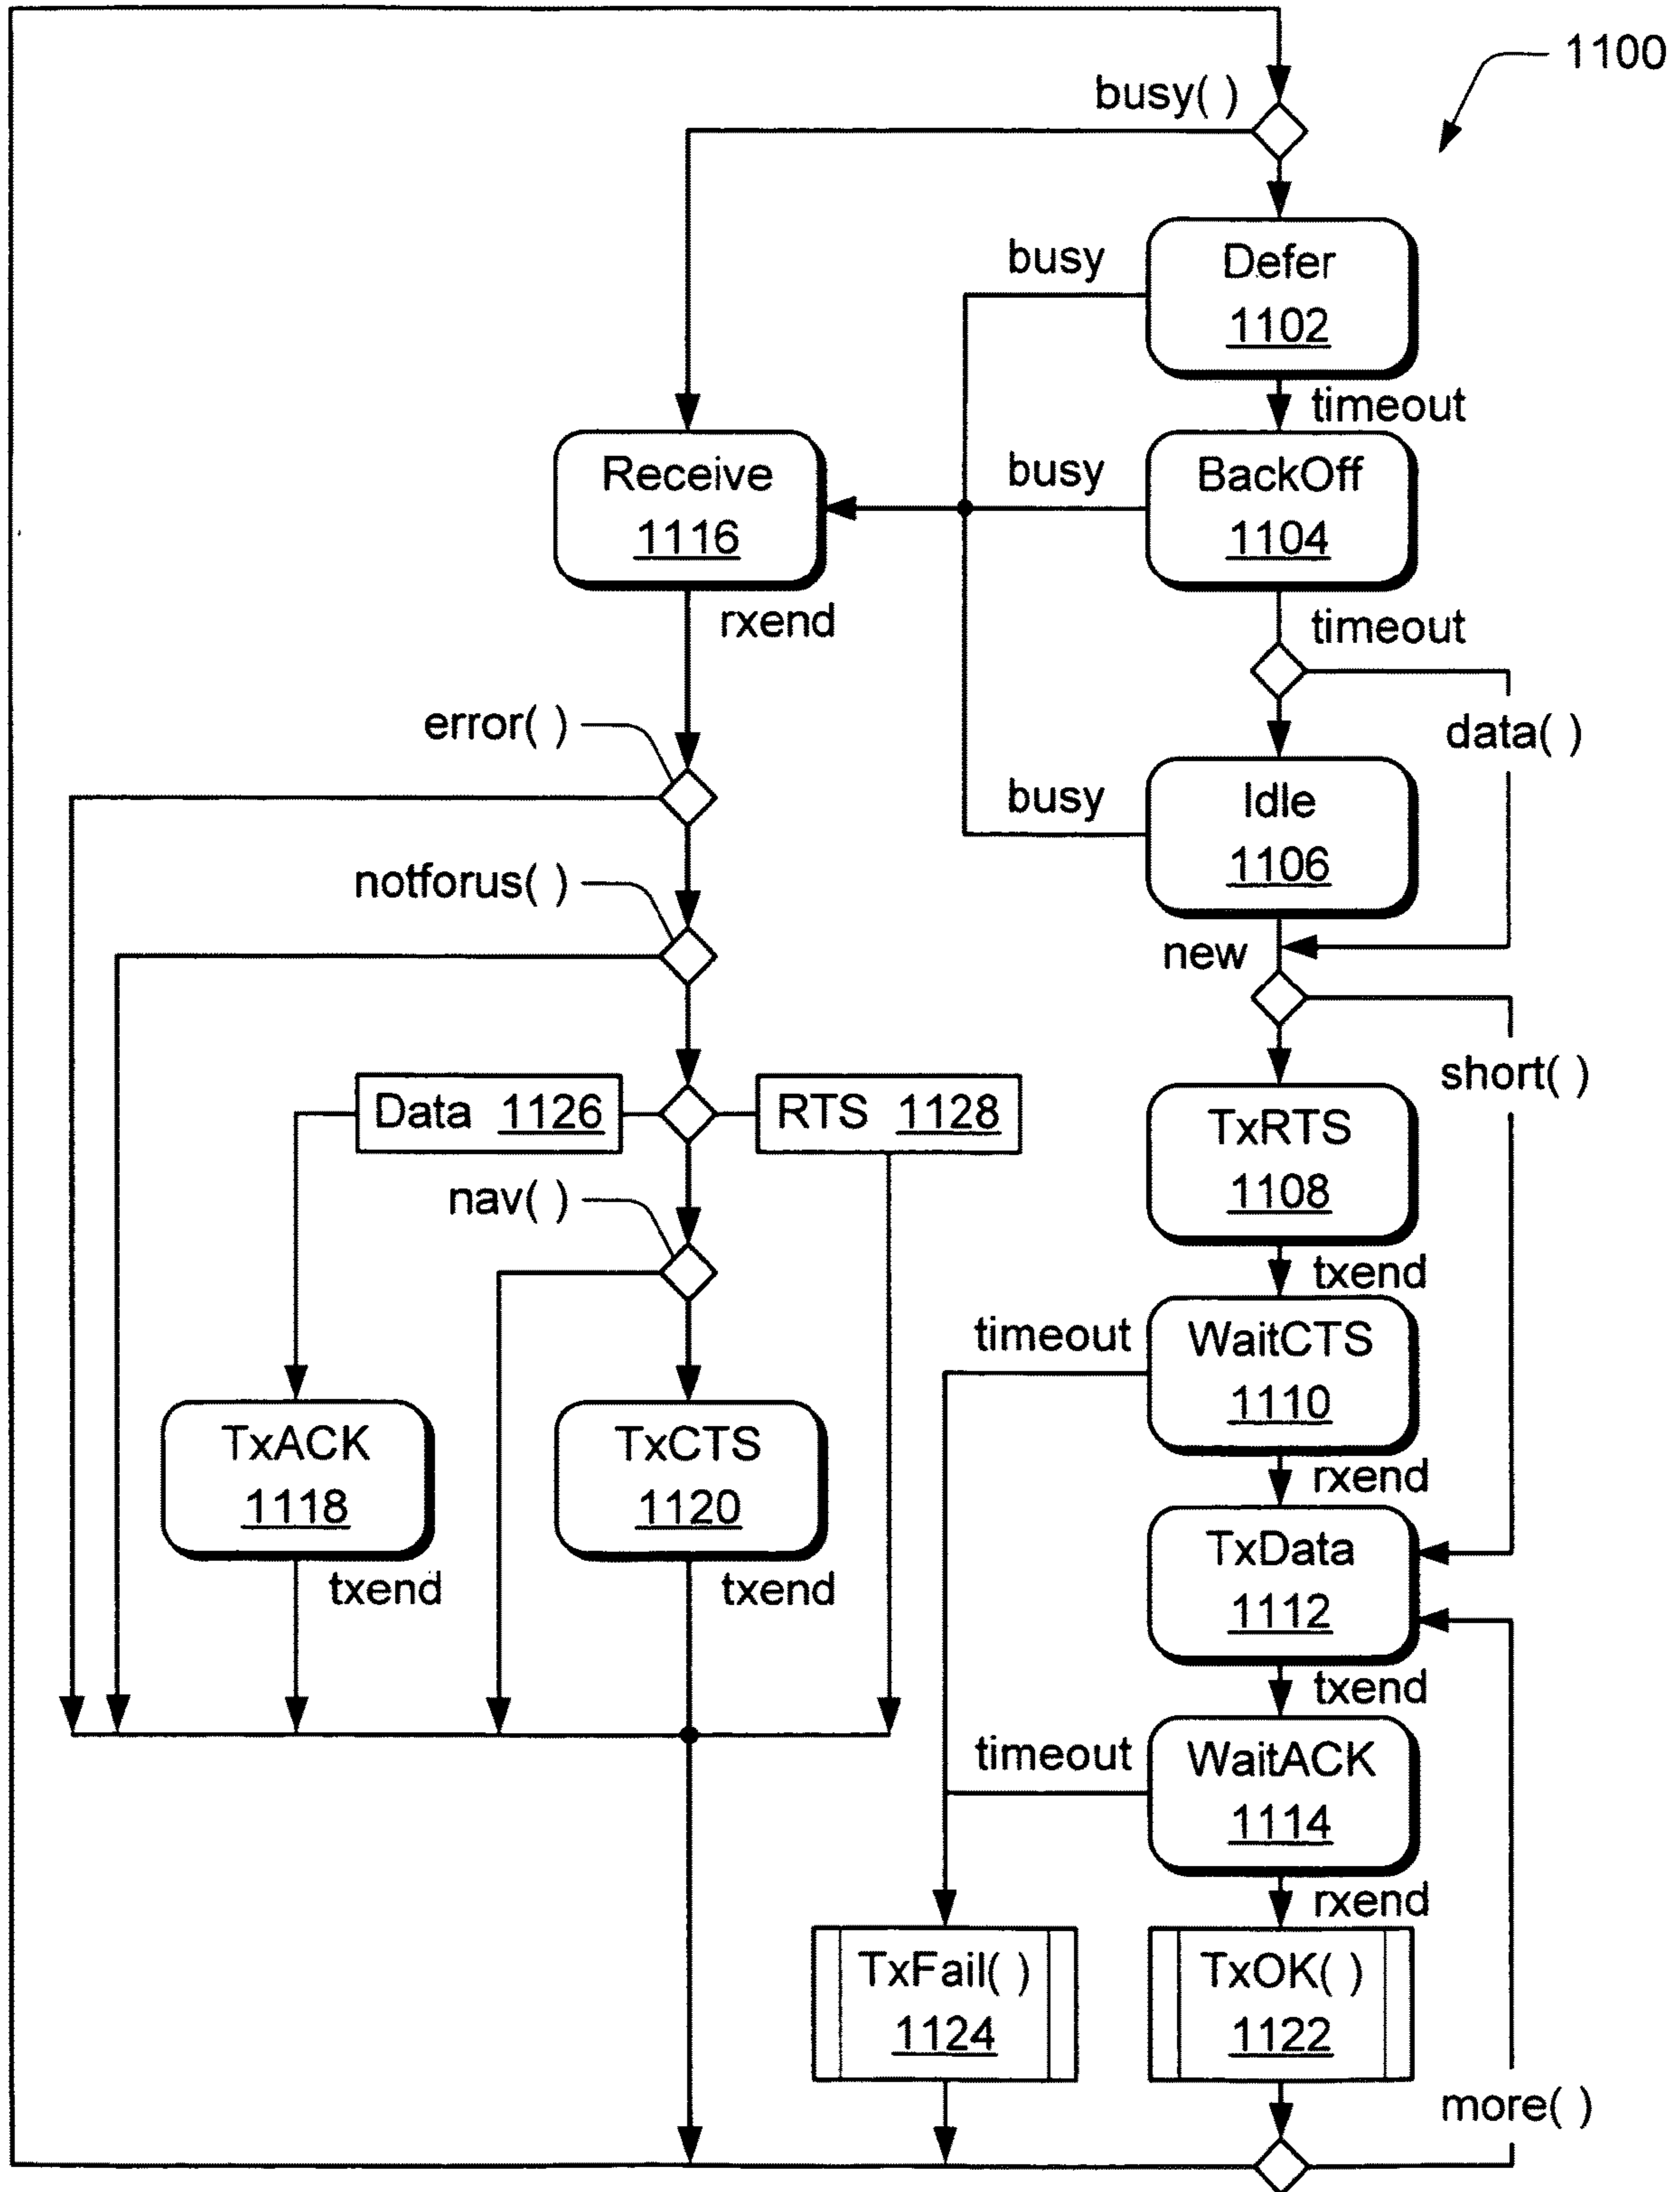 1100
busy( )
busy
Defer
1102
timeout
Receive
1116
busy
BackOff
1104
rxend
timeout
error( )
data( )
busy
Idle
1106
notforus( )
new
short( )
Data 1126
RTS 1128
TxRTS
1108
nav( )
txend
timeout
WaitCTS
1110
TxACK
1118
TxCTS
1120
rxend
TxData
1112
txend
txend
txend
timeout
WaitACK
1114
rxend
TxFail( )
1124
TxOK( )
1122
more( )